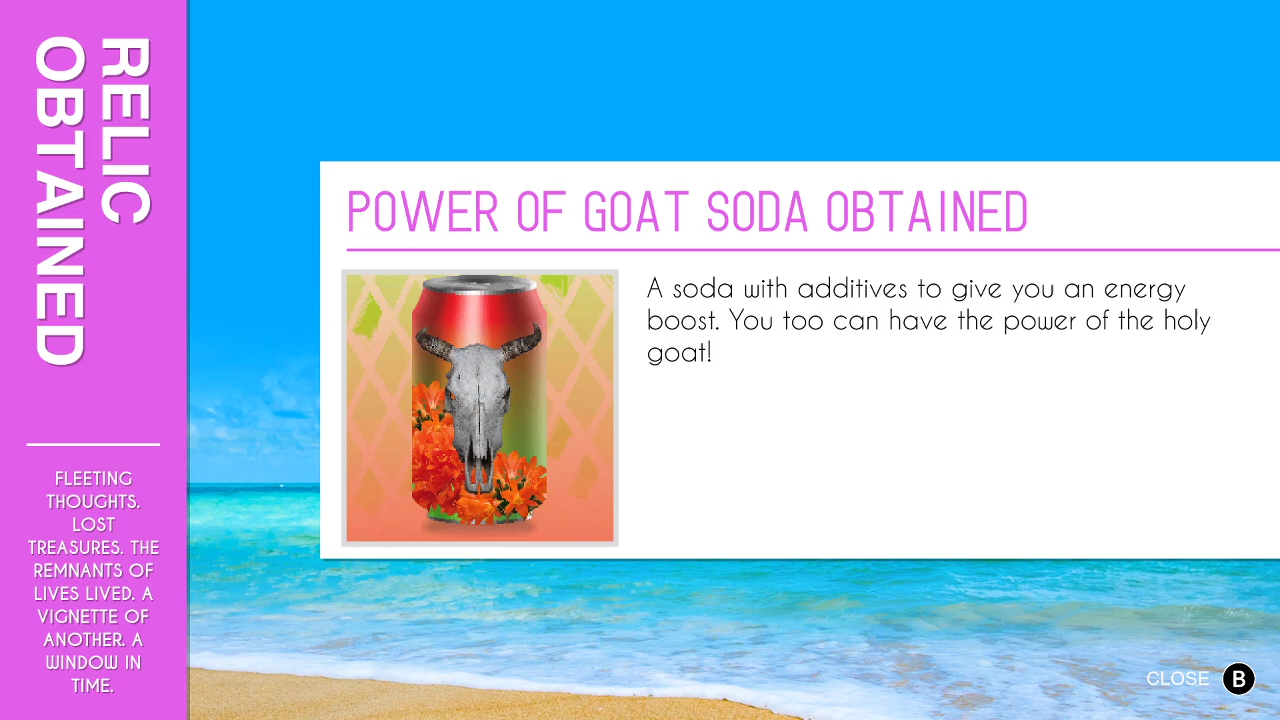 RELIC
OBTAINED
FLEETING
THOUGHTS.
LOST
TREASURES. THE
REMNANTS OF
LIVES LIVED. A
VIGNETTE OF
ANOTHER. A
WINDOW IN
TIME.
POWER OF GOAT SODA OBTAINED
A soda with additives to give you an energy
boost. You too can have the power of the holy
goat!
CLOSE B